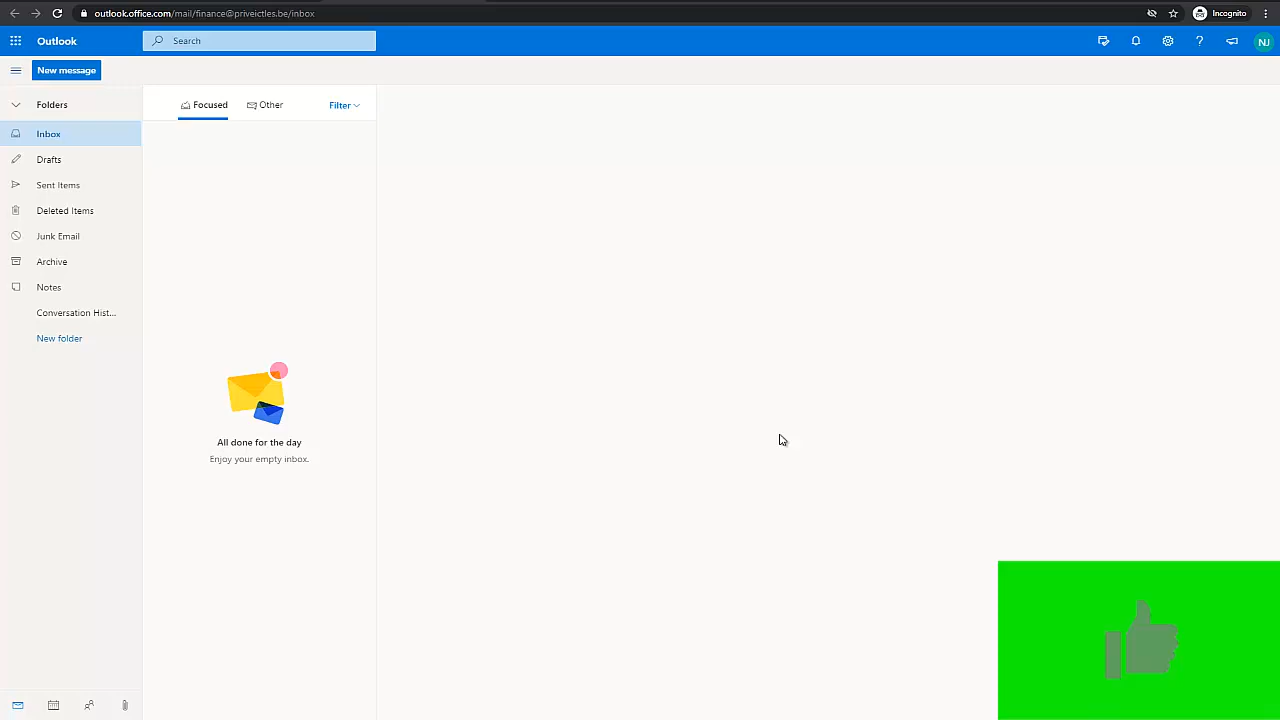 outlook.office.com/mail/finance@priveictles.be/inbox
Incognito
Outlook
Search
?
NJ
New message
Folders
Focused
Other
Filter
Inbox
Drafts
Sent Items
Deleted Items
Junk Email
Archive
Notes
Conversation Hist...
New folder
All done for the day
Enjoy your empty inbox.